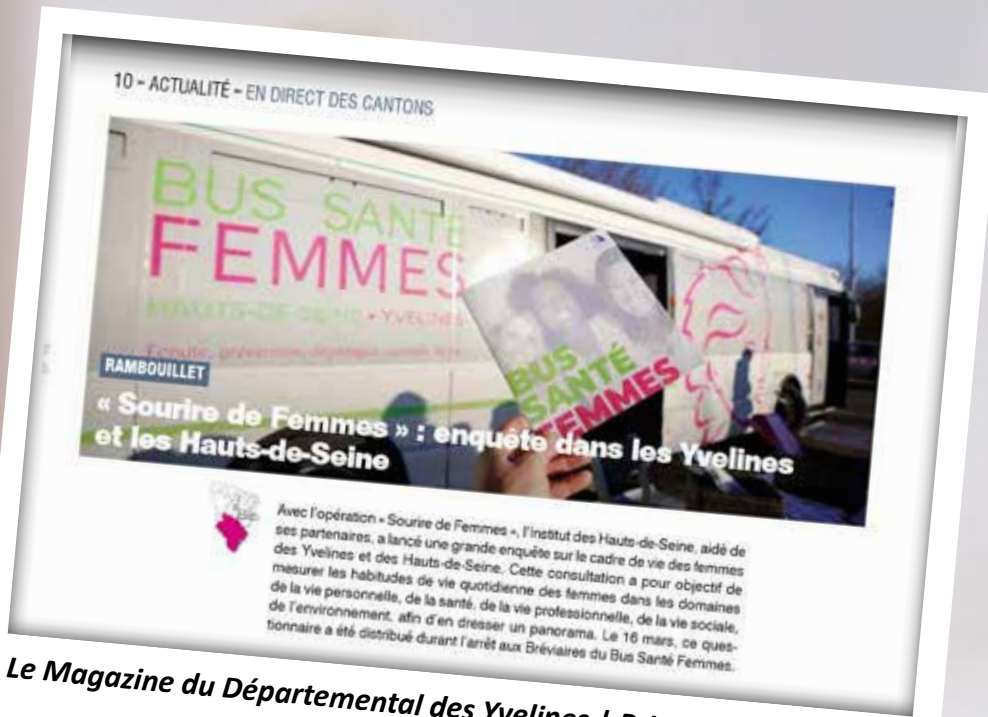 10 - ACTUALITÉ - EN DIRECT DES CANTONS
BUS SANTÉ
FEMMES
HAUTS-DE-SEINE • YVELINES
Écoute, prévention, dépistage,
BUS
SANTÉ
FEMMES
RAMBOUILLET
« Sourire de Femmes » : enquête dans les Yvelines
et les Hauts-de-Seine
Avec l'opération « Sourire de Femmes », l'Institut des Hauts-de-Seine, aidé de
ses partenaires, a lancé une grande enquête sur le cadre de vie des femmes
des Yvelines et des Hauts-de-Seine. Cette consultation a pour objectif de
mesurer les habitudes de vie quotidienne des femmes dans les domaines
de la vie personnelle, de la santé, de la vie professionnelle, de la vie sociale,
de l'environnement, afin d'en dresser un panorama. Le 16 mars, ce ques-
tionnaire a été distribué durant l'arrêt aux Bréviaires du Bus Santé Femmes.
Le Magazine du Départemental des Yvelines